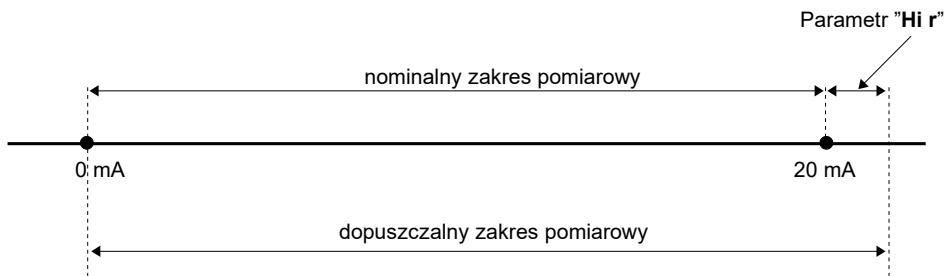 Parametr ”Hi r”
nominalny zakres pomiarowy
0 mA
20 mA
dopuszczalny zakres pomiarowy